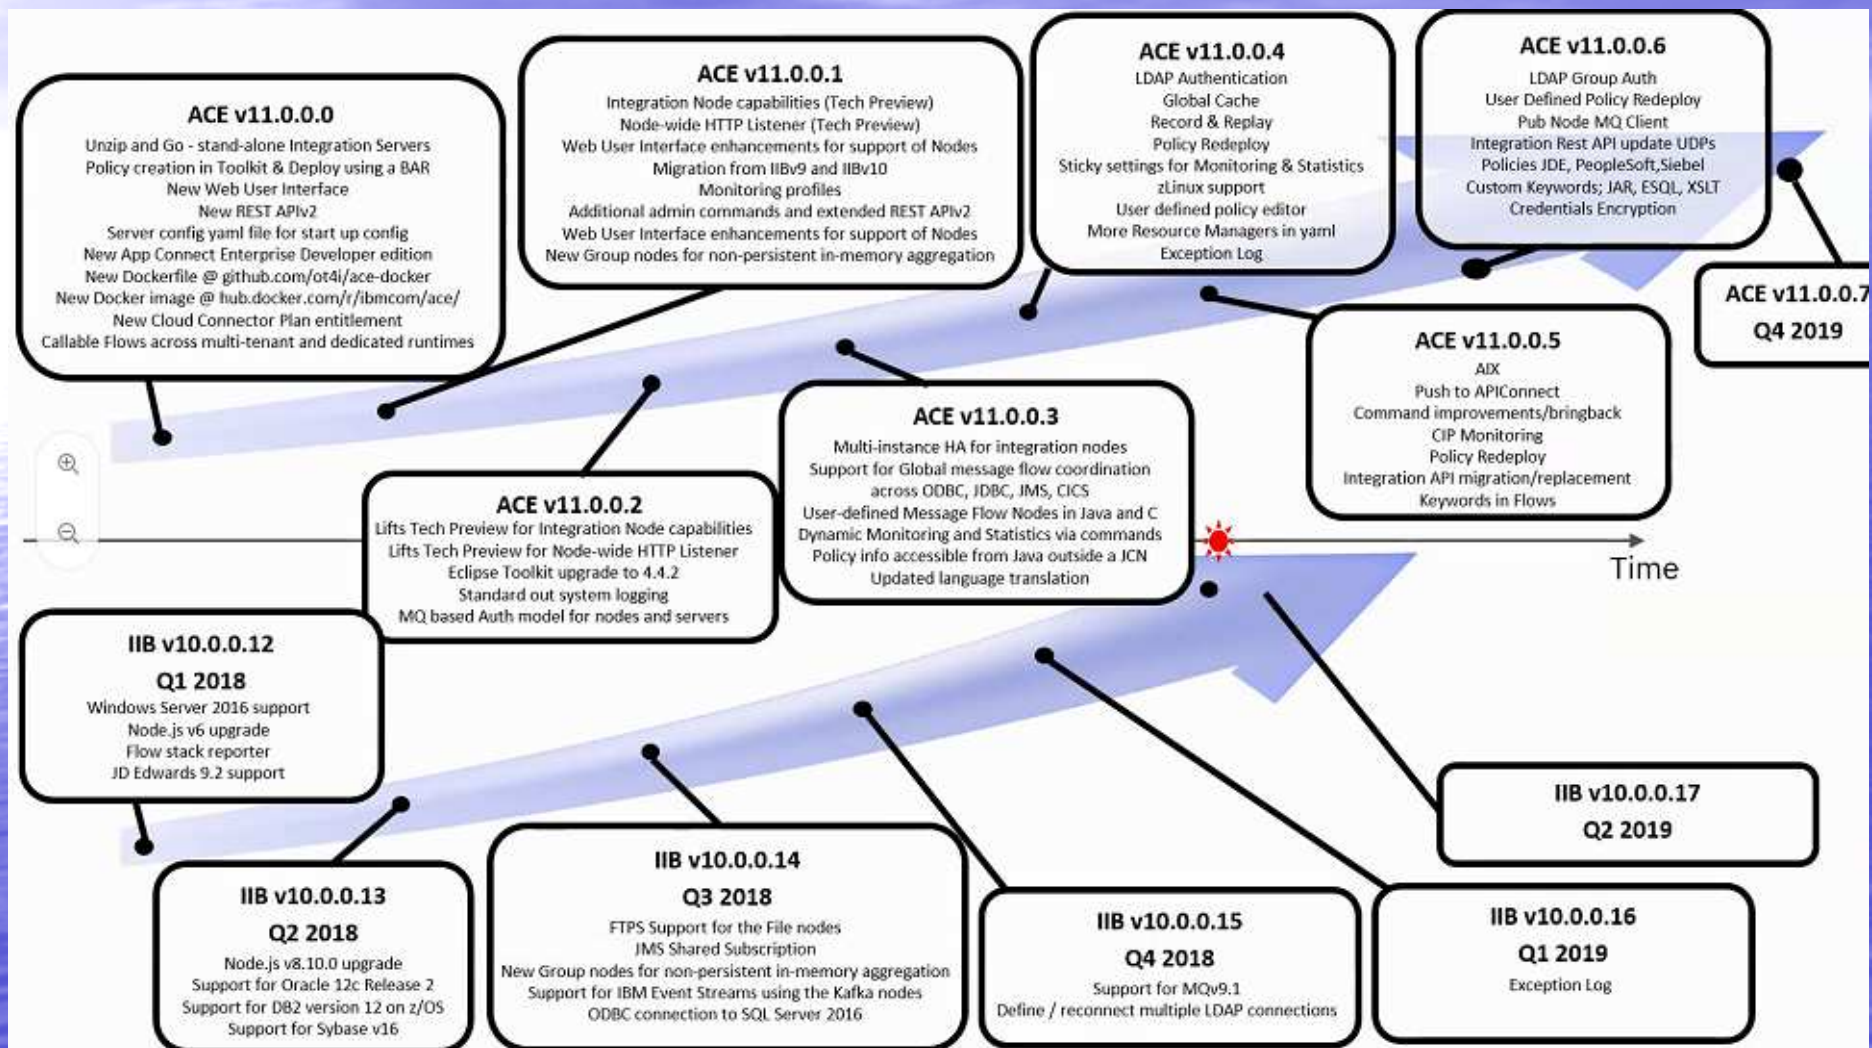 ACE v11.0.0.0
Unzip and Go - stand-alone Integration Servers
Policy creation in Toolkit & Deploy using a BAR
New Web User Interface
New REST APIv2
Server config yaml file for start up config
New App Connect Enterprise Developer edition
New Dockerfile @ github.com/ot4i/ace-docker
New Docker image @ hub.docker.com/r/ibmcom/ace/
New Cloud Connector Plan entitlement
Callable Flows across multi-tenant and dedicated runtimes
ACE v11.0.0.1
Integration Node capabilities (Tech Preview)
Node-wide HTTP Listener (Tech Preview)
Web User Interface enhancements for support of Nodes
Migration from IIBv9 and IIBv10
Monitoring profiles
Additional admin commands and extended REST APIv2
Web User Interface enhancements for support of Nodes
New Group nodes for non-persistent in-memory aggregation
ACE v11.0.0.4
LDAP Authentication
Global Cache
Record & Replay
Policy Redeploy
Sticky settings for Monitoring & Statistics
zLinux support
User defined policy editor
More Resource Managers in yaml
Exception Log
ACE v11.0.0.6
LDAP Group Auth
User Defined Policy Redeploy
Pub Node MQ Client
Integration Rest API update UDPs
Policies JDE, PeopleSoft,Siebel
Custom Keywords; JAR, ESQL, XSLT
Credentials Encryption
ACE v11.0.0.7
Q4 2019
ACE v11.0.0.2
Lifts Tech Preview for Integration Node capabilities
Lifts Tech Preview for Node-wide HTTP Listener
Eclipse Toolkit upgrade to 4.4.2
Standard out system logging
MQ based Auth model for nodes and servers
ACE v11.0.0.3
Multi-instance HA for integration nodes
Support for Global message flow coordination
across ODBC, JDBC, JMS, CICS
User-defined Message Flow Nodes in Java and C
Dynamic Monitoring and Statistics via commands
Policy info accessible from Java outside a JCN
Updated language translation
ACE v11.0.0.5
AIX
Push to APIConnect
Command improvements/bringback
CIP Monitoring
Policy Redeploy
Integration API migration/replacement
Keywords in Flows
Time
IIB v10.0.0.12
Q1 2018
Windows Server 2016 support
Node.js v6 upgrade
Flow stack reporter
JD Edwards 9.2 support
IIB v10.0.0.13
Q2 2018
Node.js v8.10.0 upgrade
Support for Oracle 12c Release 2
Support for DB2 version 12 on z/OS
Support for Sybase v16
IIB v10.0.0.14
Q3 2018
FTPS Support for the File nodes
JMS Shared Subscription
New Group nodes for non-persistent in-memory aggregation
Support for IBM Event Streams using the Kafka nodes
ODBC connection to SQL Server 2016
IIB v10.0.0.15
Q4 2018
Support for MQv9.1
Define / reconnect multiple LDAP connections
IIB v10.0.0.16
Q1 2019
Exception Log
IIB v10.0.0.17
Q2 2019